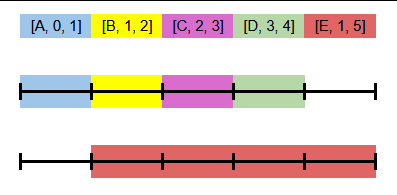 [A, 0, 1] [B, 1, 2] [C, 2, 3] [D, 3, 4] [E, 1, 5]